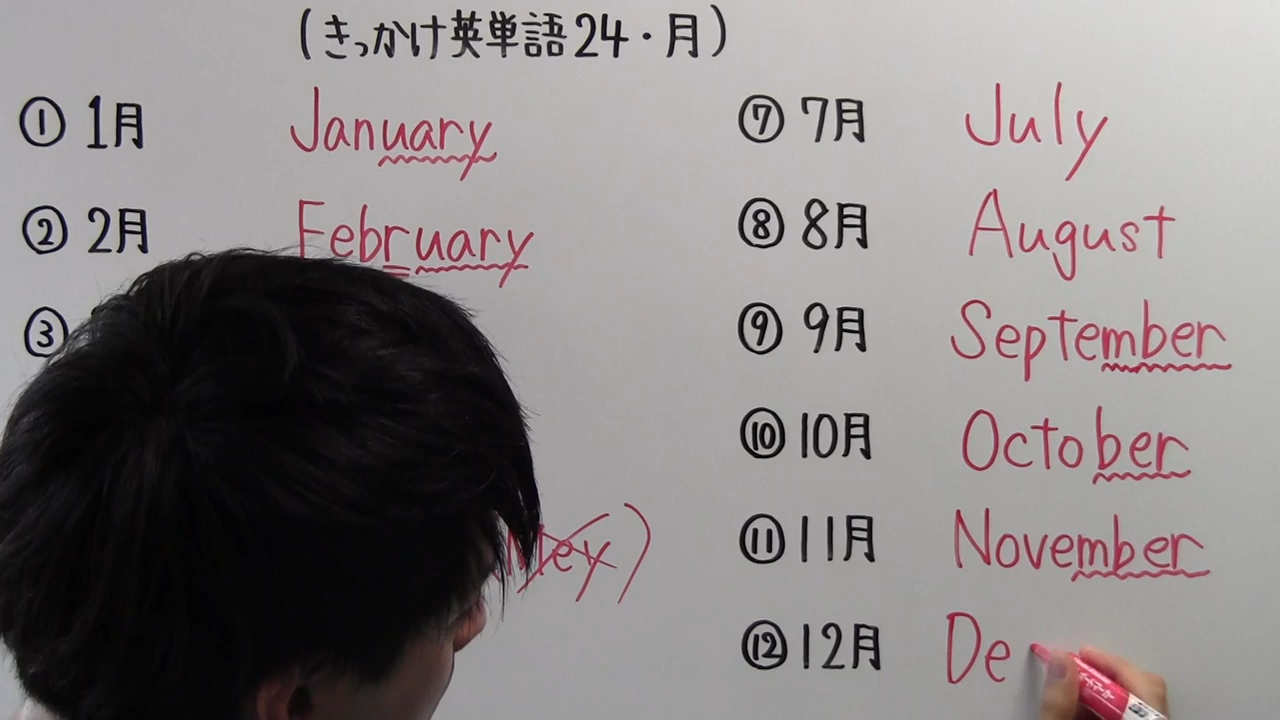 (きっかけ英単語24・月)
① 1月 January
② 2月 February
③
Mey)
⑦ 7月 July
⑧ 8月 August
⑨ 9月 September
⑩ 10月 October
⑪ 11月 November
⑫ 12月 De